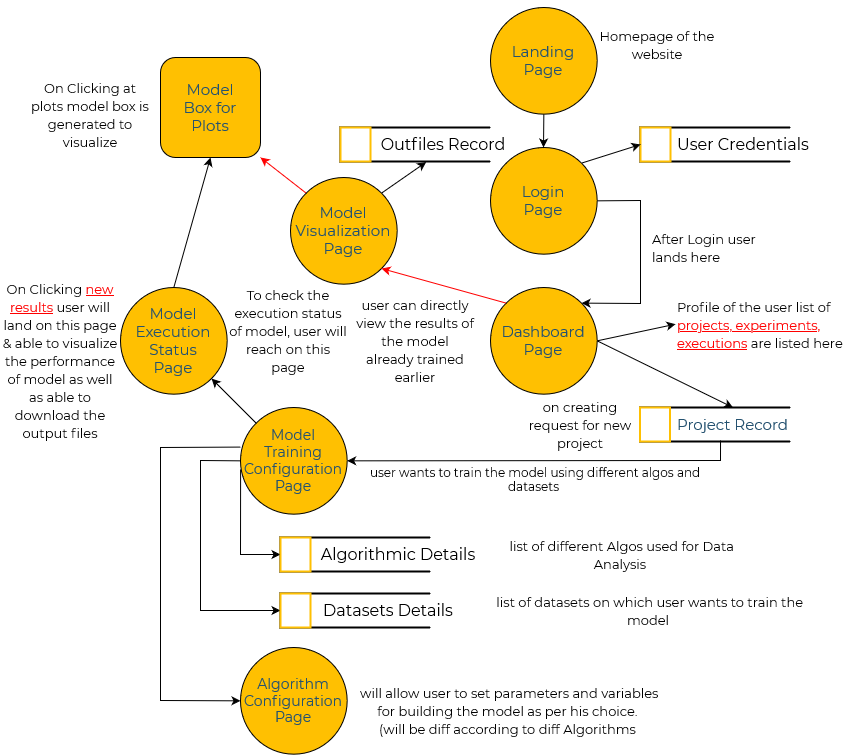 Landing
Page
Homepage of the
website
Model
Box for
Plots
On Clicking at
plots model box is
generated to
visualize
Outfiles Record
User Credentials
Login
Page
Model
Visualization
Page
After Login user
lands here
On Clicking new
results user will
land on this page
& able to visualize
the performance
of model as well
as able to
download the
output files
Model
Execution
Status
Page
To check the
execution status
of model, user will
reach on this
page
user can directly
view the results of
the model
already trained
earlier
Dashboard
Page
Profile of the user list of
projects, experiments,
executions are listed here
on creating
request for new
project
Project Record
Model
Training
Configuration
Page
user wants to train the model using different algos and
datasets
Algorithmic Details
list of different Algos used for Data
Analysis
Datasets Details
list of datasets on which user wants to train the
model
Algorithm
Configuration
Page
will allow user to set parameters and variables
for building the model as per his choice.
(will be diff according to diff Algorithms